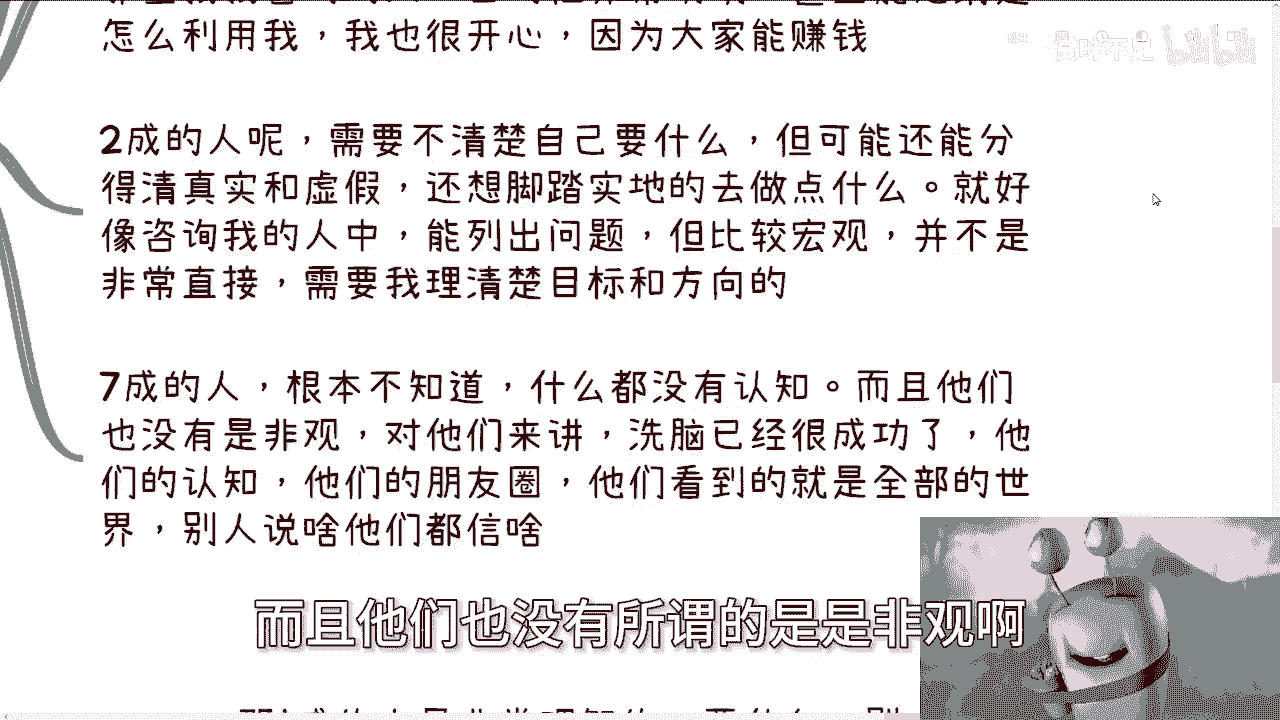 怎么利用我，我也很开心，因为大家能赚钱
2成的人呢，需要不清楚自己要什么，但可能还能分
得清真实和虚假，还想脚踏实地的去做点什么。就好
像咨询我的人中，能列出问题，但比较宏观，并不是
非常直接，需要我理清楚目标和方向的
7成的人，根本不知道，什么都没有认知。而且他们
也没有是非观，对他们来讲，洗脑已经很成功了，他
们的认知，他们的朋友圈，他们看到的就是全部的世
界，别人说啥他们都信啥
而且他们也没有所谓的是是非观啊
bilibili